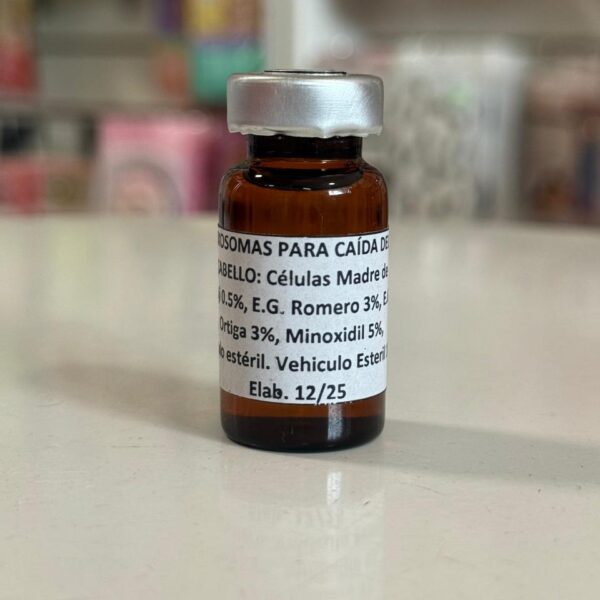 OSOMAS PARA CAÍDA DE
ABELLO: Células Madre de
0.5%, E.G. Romero 3%, E.
Ortiga 3%, Minoxidil 5%,
o estéril. Vehiculo Esteril
Elab. 12/25